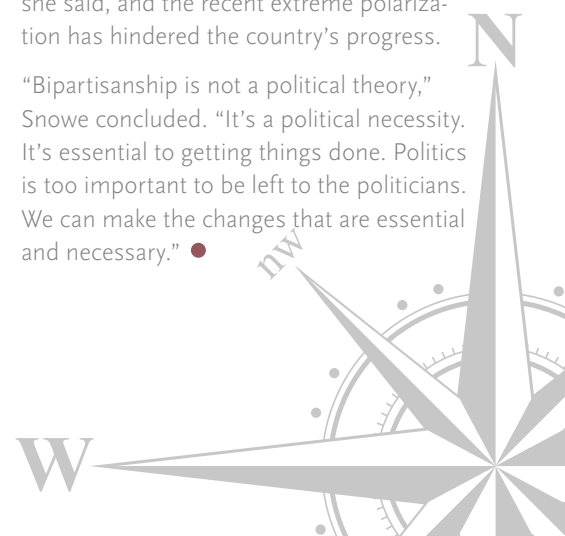 she said, and the recent extreme polariza-
tion has hindered the country’s progress.
“Bipartisanship is not a political theory,”
Snowe concluded. “It’s a political necessity.
It’s essential to getting things done. Politics
is too important to be left to the politicians.
We can make the changes that are essential
and necessary.”
N
nw
W